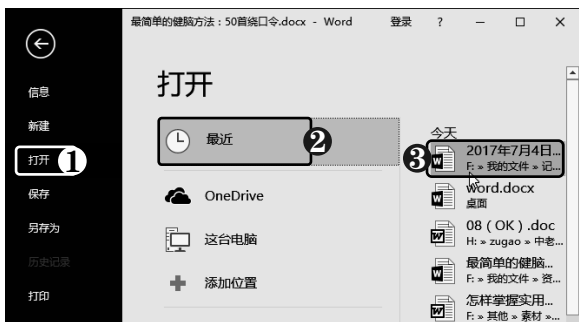 最简单的健脑方法：50首绕口令.docx - Word 登录 ? — □ ×
信息
新建
打开 1
保存
另存为
历史记录
打印
打开
最近 2
OneDrive
这台电脑
添加位置
今天
3 2017年7月4日...
F: » 我的文件 » 记...
word.docx
桌面
08（OK）.doc
H: » zugao » 中老...
最简单的健脑...
F: » 我的文件 » 资...
怎样掌握实用...
F: » 其他 » 素材 »...